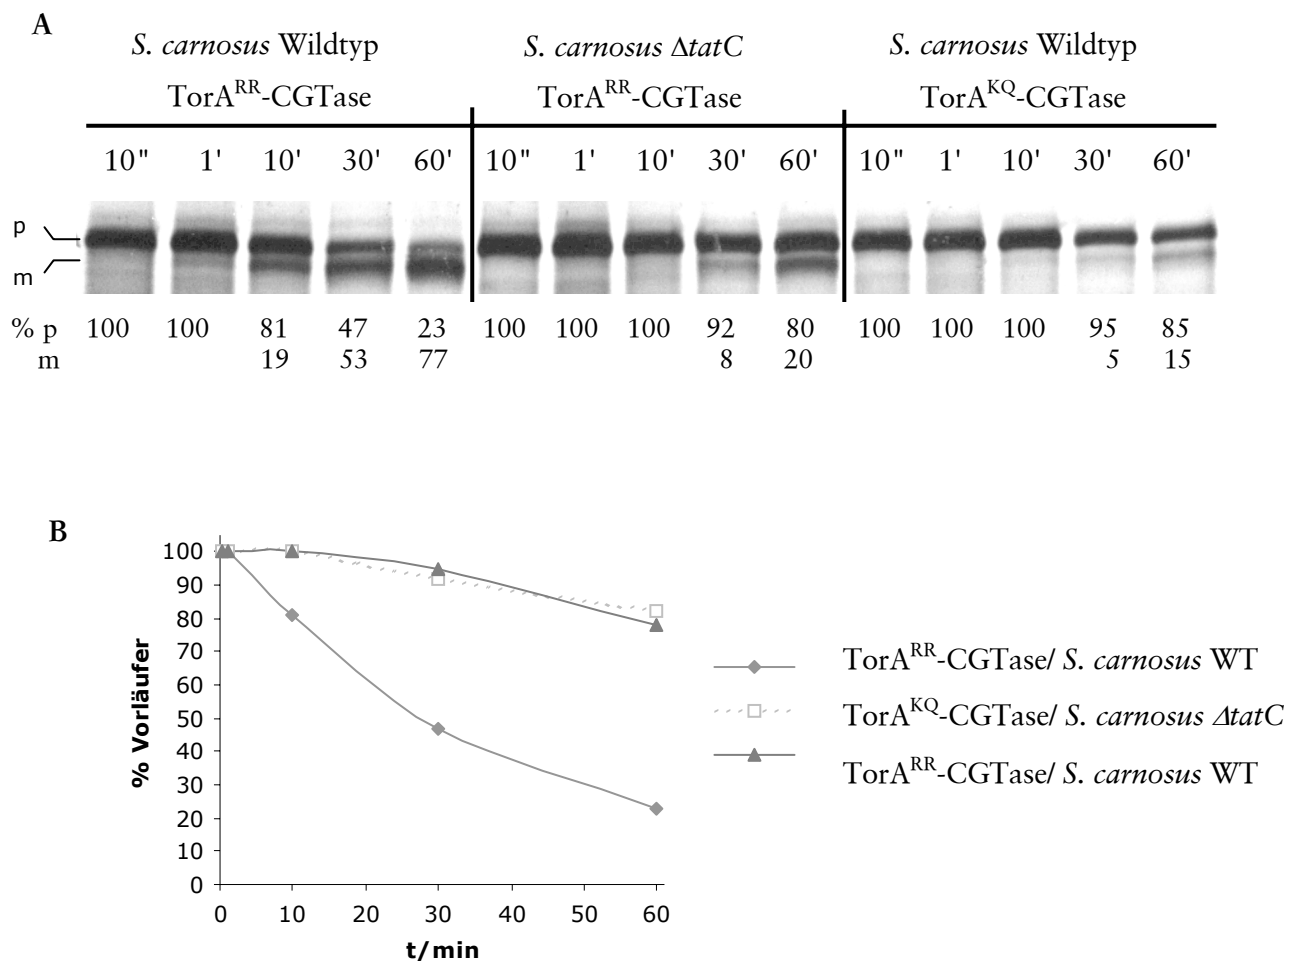 A
S. carnosus Wildtyp S. carnosus ΔtatC S. carnosus Wildtyp
TorA^RR-CGTase TorA^RR-CGTase TorA^KQ-CGTase
10" 1' 10' 30' 60' 10" 1' 10' 30' 60' 10" 1' 10' 30' 60'
p
m
% p 100 100 81 47 23 100 100 100 92 80 100 100 100 95 85
m 19 53 77 8 20 5 15
B
100
90
80
70
60
50
40
30
20
10
0
0 10 20 30 40 50 60
% Vorläufer
t/min
TorA^RR-CGTase/ S. carnosus WT
TorA^KQ-CGTase/ S. carnosus ΔtatC
TorA^RR-CGTase/ S. carnosus WT